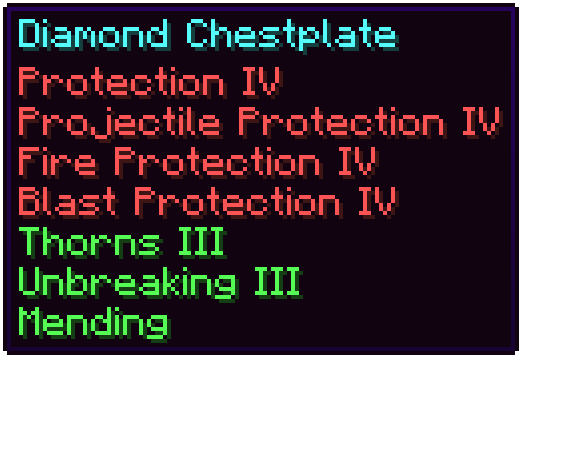 Diamond Chestplate
Protection IV
Projectile Protection IV
Fire Protection IV
Blast Protection IV
Thorns III
Unbreaking III
Mending